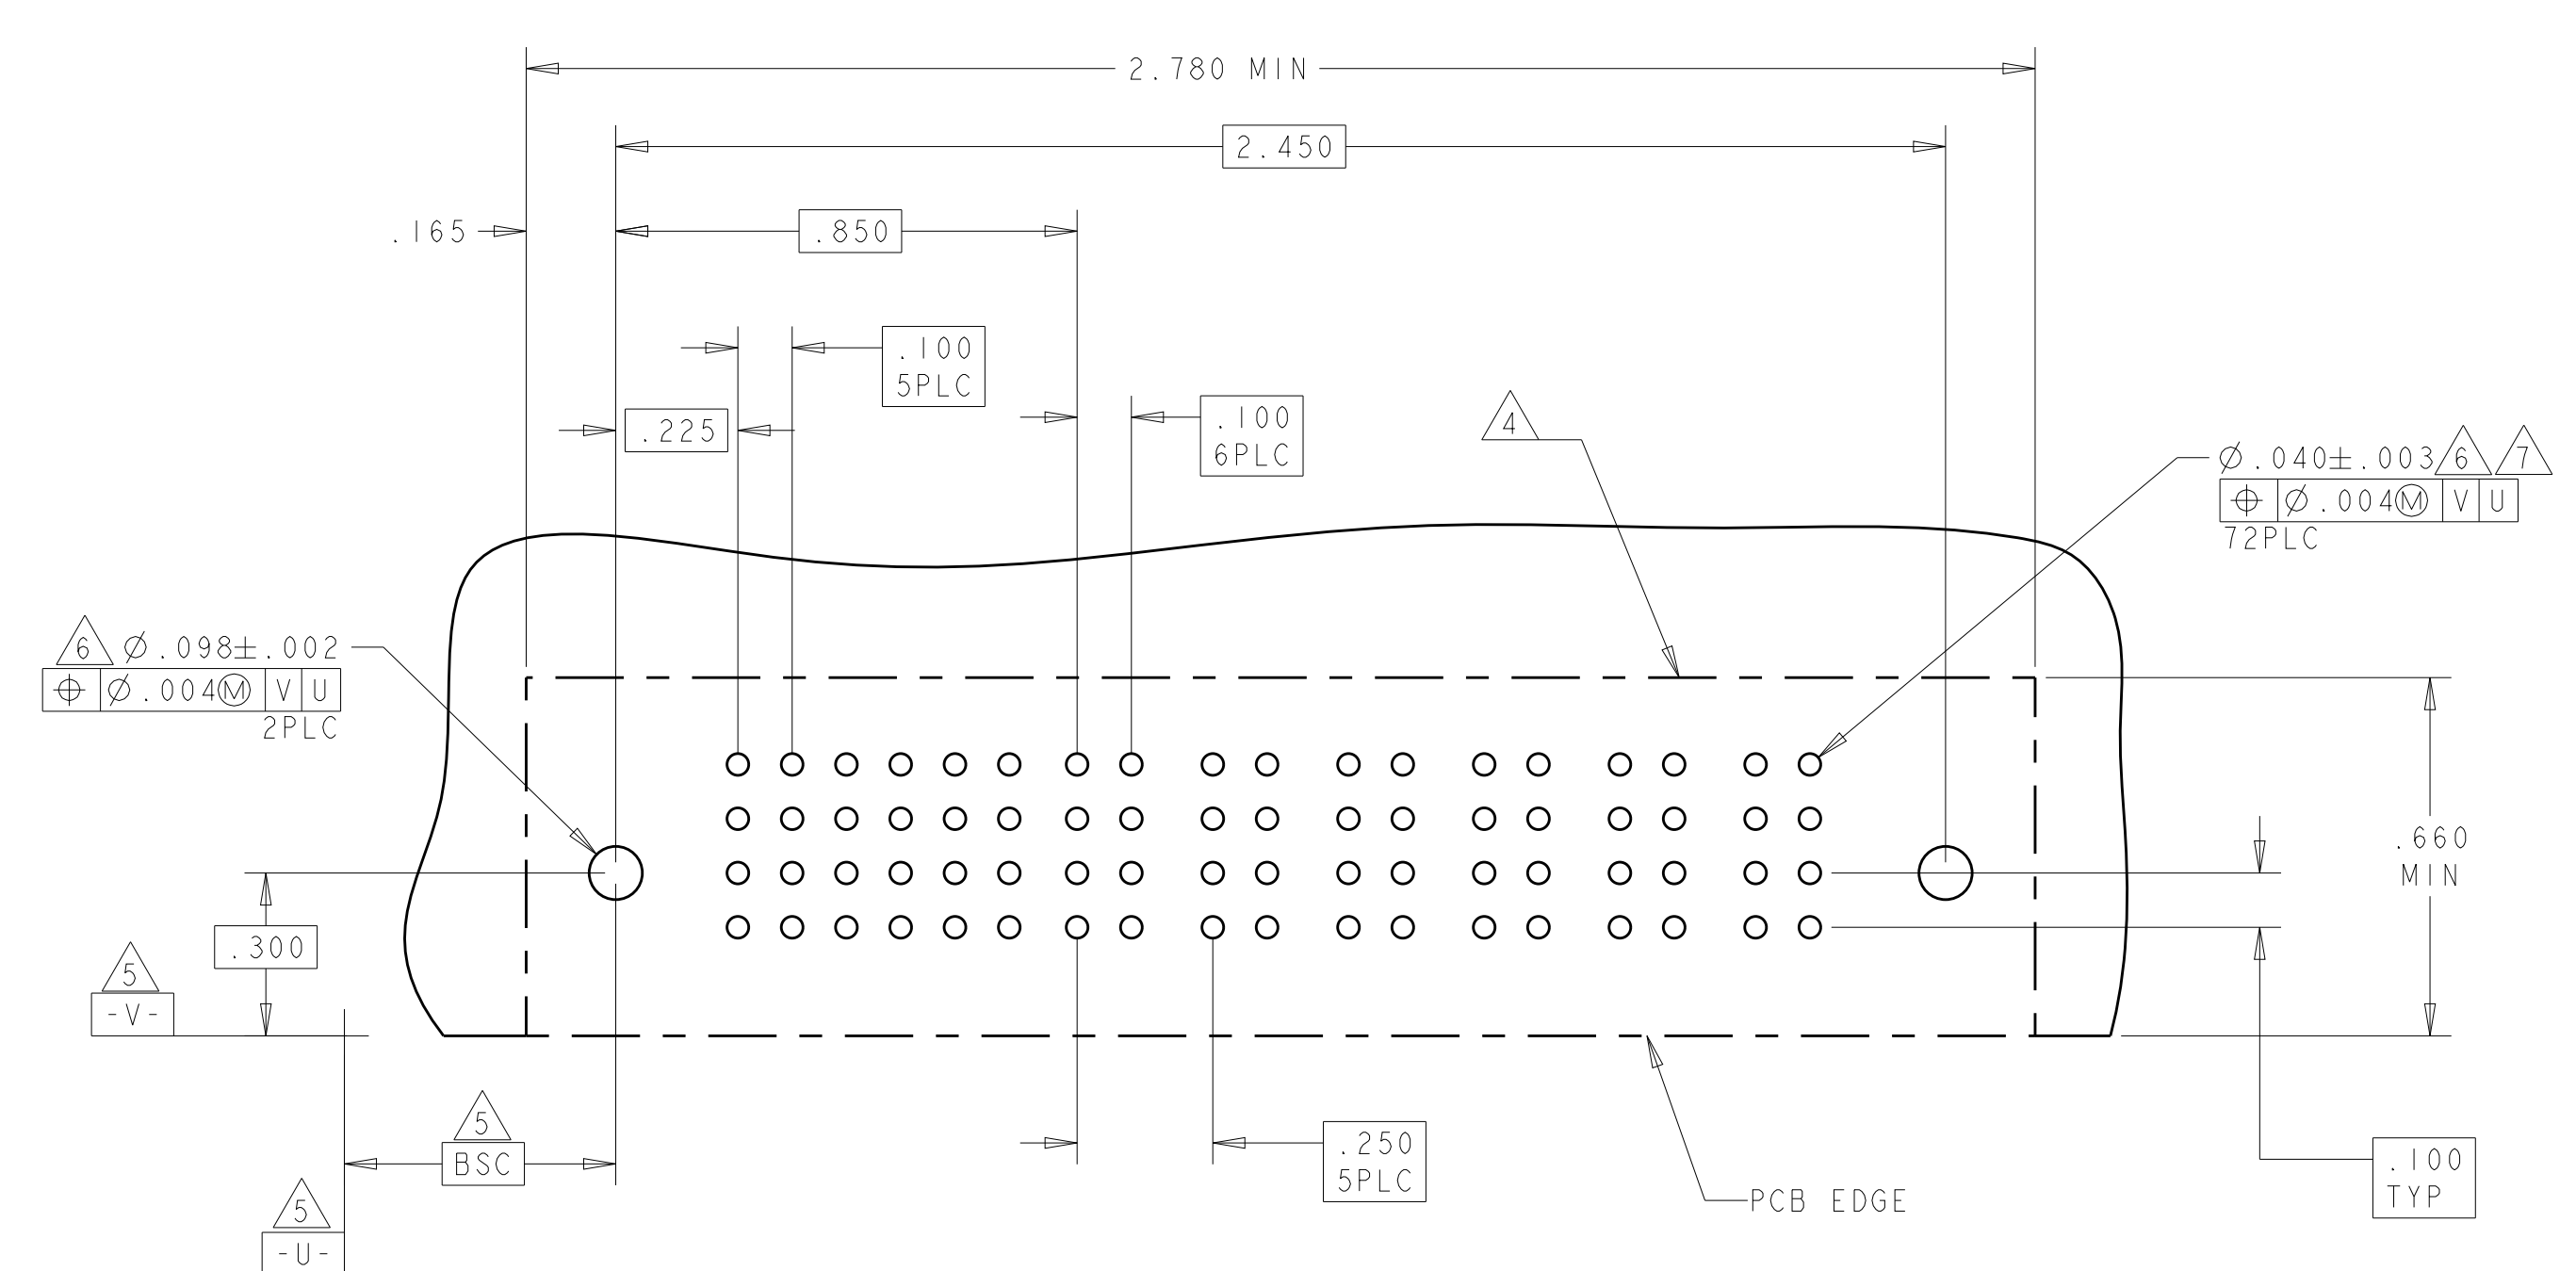 2.780 MIN
2.450
.165
.850
.100
5PLC
.225
.100
6PLC
4
Ø.040±.003 6 7
⌖ Ø.004Ⓜ V U
72PLC
6 Ø.098±.002
⌖ Ø.004Ⓜ V U
2PLC
.660
MIN
.300
5
-V-
5
BSC
.250
5PLC
.100
TYP
PCB EDGE
5
-U-